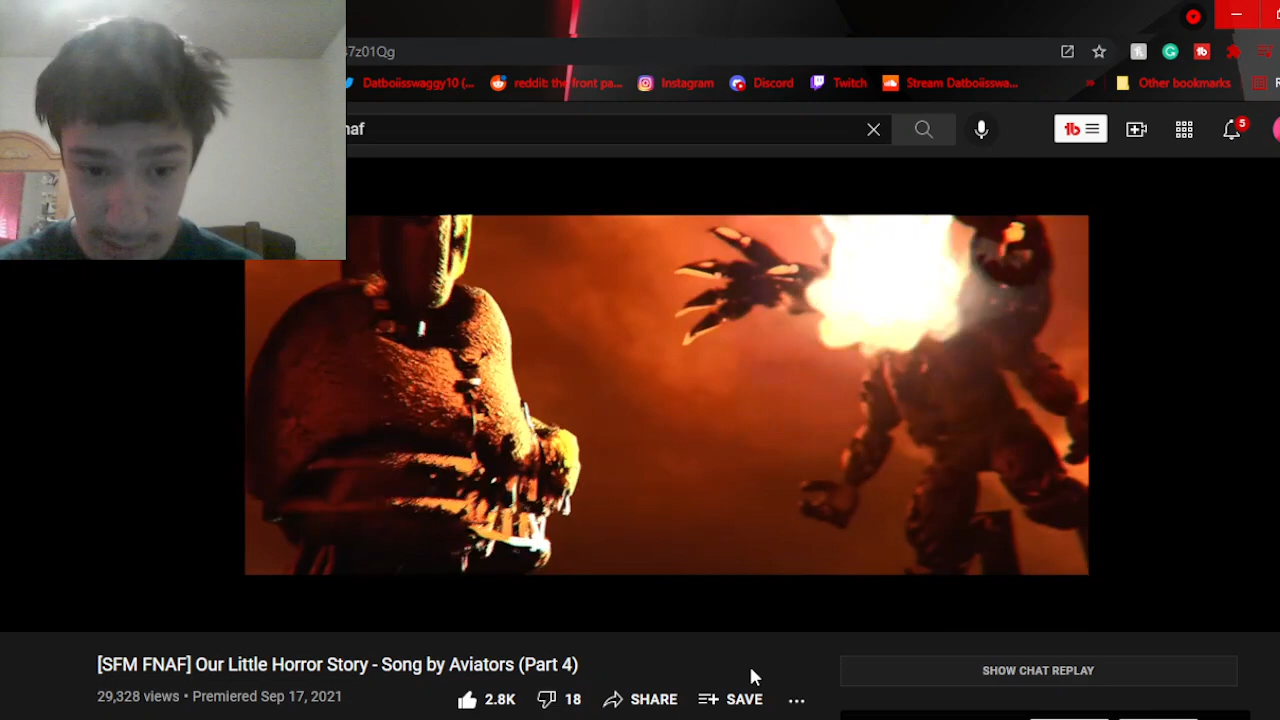 47z01Qg
Datboiisswaggy10 (... reddit: the front pa... Instagram Discord Twitch Stream Datboiisswa... » Other bookmarks R
naf
5
[SFM FNAF] Our Little Horror Story - Song by Aviators (Part 4)
29,328 views • Premiered Sep 17, 2021
2.8K 18 SHARE SAVE ...
SHOW CHAT REPLAY